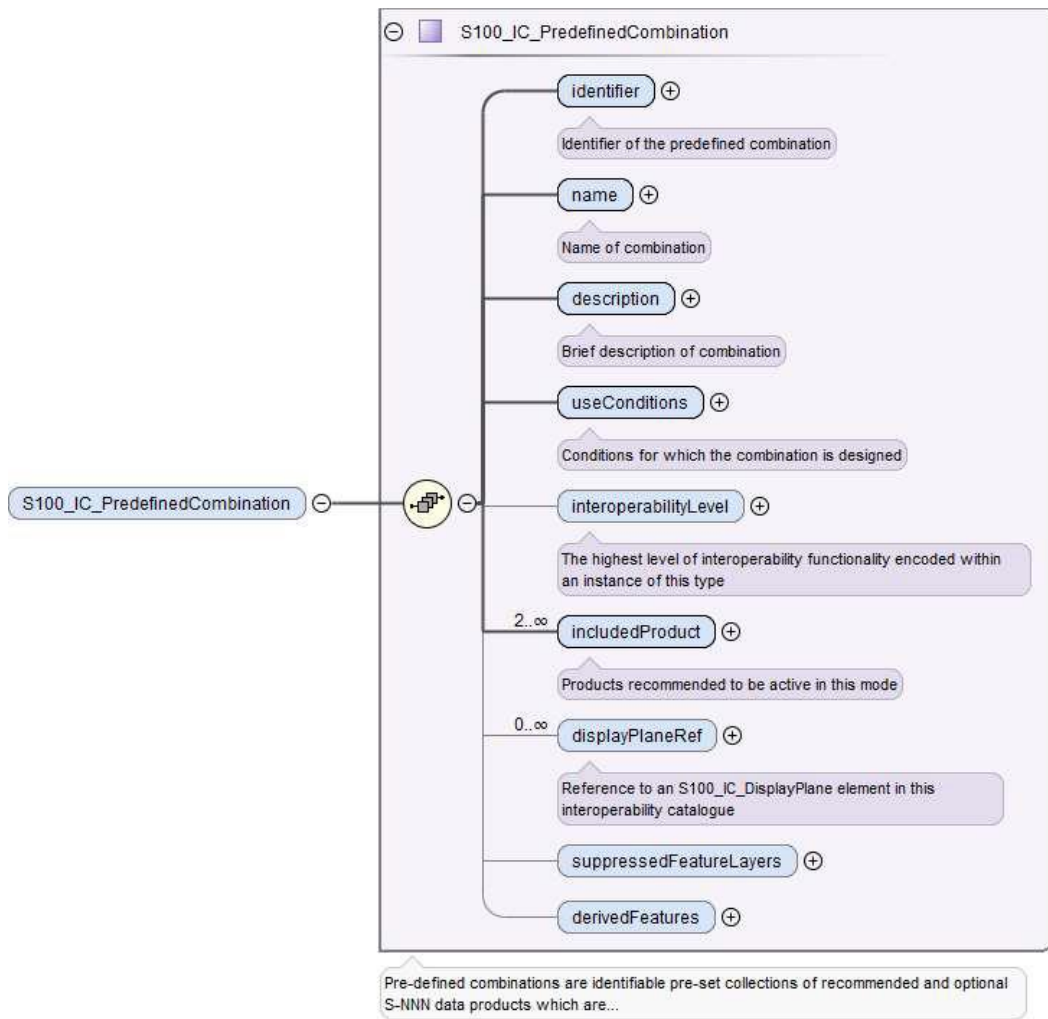 S100_IC_PredefinedCombination
identifier
Identifier of the predefined combination
name
Name of combination
description
Brief description of combination
useConditions
Conditions for which the combination is designed
S100_IC_PredefinedCombination
interoperabilityLevel
The highest level of interoperability functionality encoded within
an instance of this type
2..∞
includedProduct
Products recommended to be active in this mode
0..∞
displayPlaneRef
Reference to an S100_IC_DisplayPlane element in this
interoperability catalogue
suppressedFeatureLayers
derivedFeatures
Pre-defined combinations are identifiable pre-set collections of recommended and optional
S-NNN data products which are...